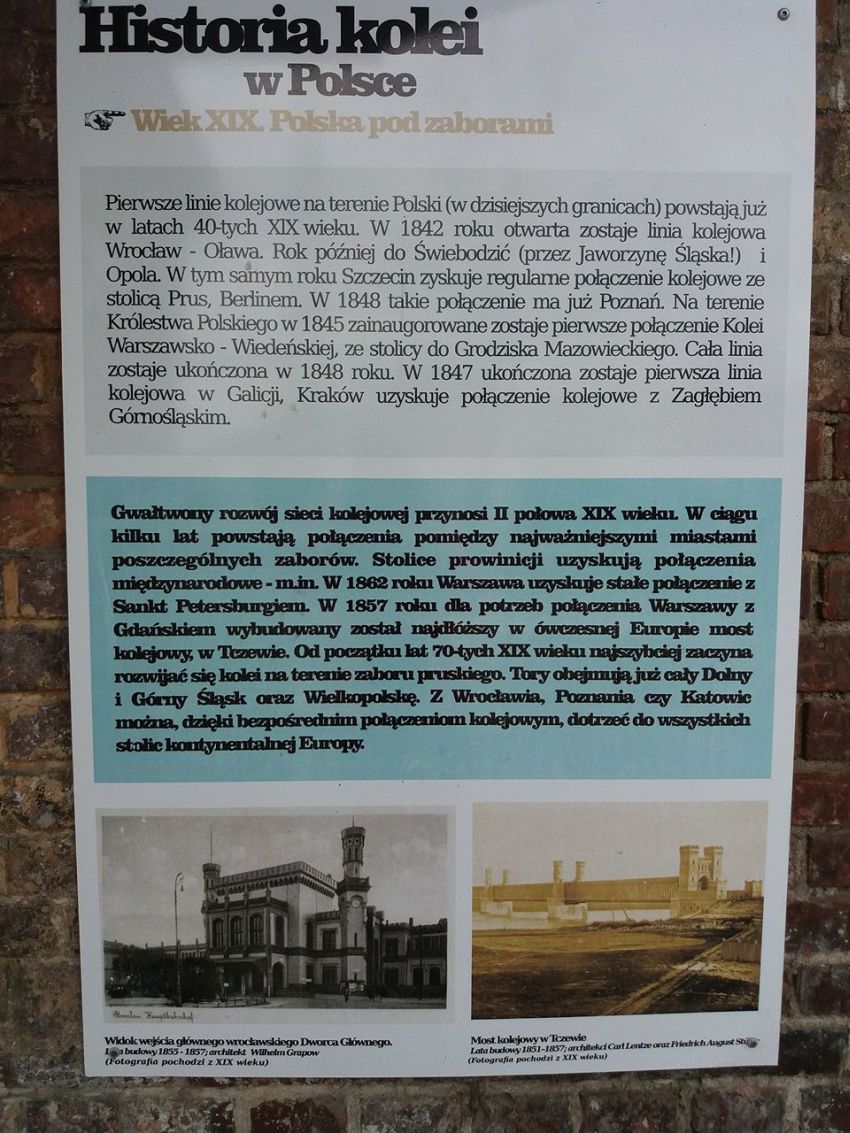 Historia kolei
w Polsce
Wiek XIX. Polska pod zaborami
Pierwsze linie kolejowe na terenie Polski (w dzisiejszych granicach) powstają już
w latach 40-tych XIX wieku. W 1842 roku otwarta zostaje linia kolejowa
Wrocław - Oława. Rok później do Świebodzić (przez Jaworzynę Śląska!) i
Opola. W tym samym roku Szczecin zyskuje regularne połączenie kolejowe ze
stolicą Prus, Berlinem. W 1848 takie połączenie ma już Poznań. Na terenie
Królestwa Polskiego w 1845 zainaugorowane zostaje pierwsze połączenie Kolei
Warszawsko - Wiedeńskiej, ze stolicy do Grodziska Mazowieckiego. Cała linia
zostaje ukończona w 1848 roku. W 1847 ukończona zostaje pierwsza linia
kolejowa w Galicji, Kraków uzyskuje połączenie kolejowe z Zagłębiem
Górnośląskim.
Gwałtwony rozwój sieci kolejowej przynosi II połowa XIX wieku. W ciągu
kilku lat powstają połączenia pomiędzy najważniejszymi miastami
poszczególnych zaborów. Stolice prowinicji uzyskują połączenia
międzynarodowe - m.in. W 1862 roku Warszawa uzyskuje stałe połączenie z
Sankt Petersburgiem. W 1857 roku dla potrzeb połączenia Warszawy z
Gdańskiem wybudowany został najdłóższy w ówczesnej Europie most
kolejowy, w Tczewie. Od początku lat 70-tych XIX wieku najszybciej zaczyna
rozwijać się kolei na terenie zaboru pruskiego. Tory obejmują już cały Dolny
i Górny Śląsk oraz Wielkopolskę. Z Wrocławia, Poznania czy Katowic
można, dzięki bezpośrednim połączeniom kolejowym, dotrzeć do wszystkich
stolic kontynentalnej Europy.
Breslau Hauptbahnhof
Widok wejścia głównego wrocławskiego Dworca Głównego.
Lata budowy 1855 - 1857; architekt Wilhelm Grapow
(Fotografia pochodzi z XIX wieku)
Most kolejowy w Tczewie
Lata budowy 1851-1857; architekci Carl Lentze oraz Friedrich August
(Fotografia pochodzi z XIX wieku)